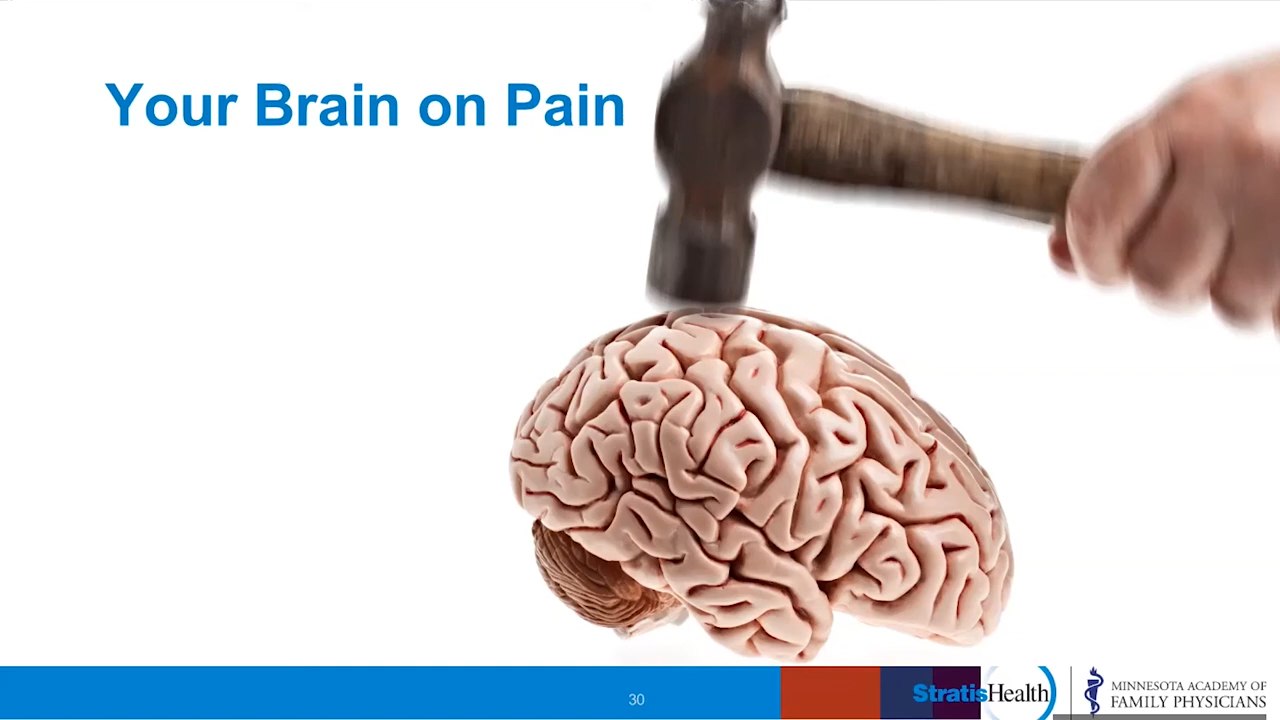 Your Brain on Pain
30
StratisHealth
MINNESOTA ACADEMY OF
FAMILY PHYSICIANS